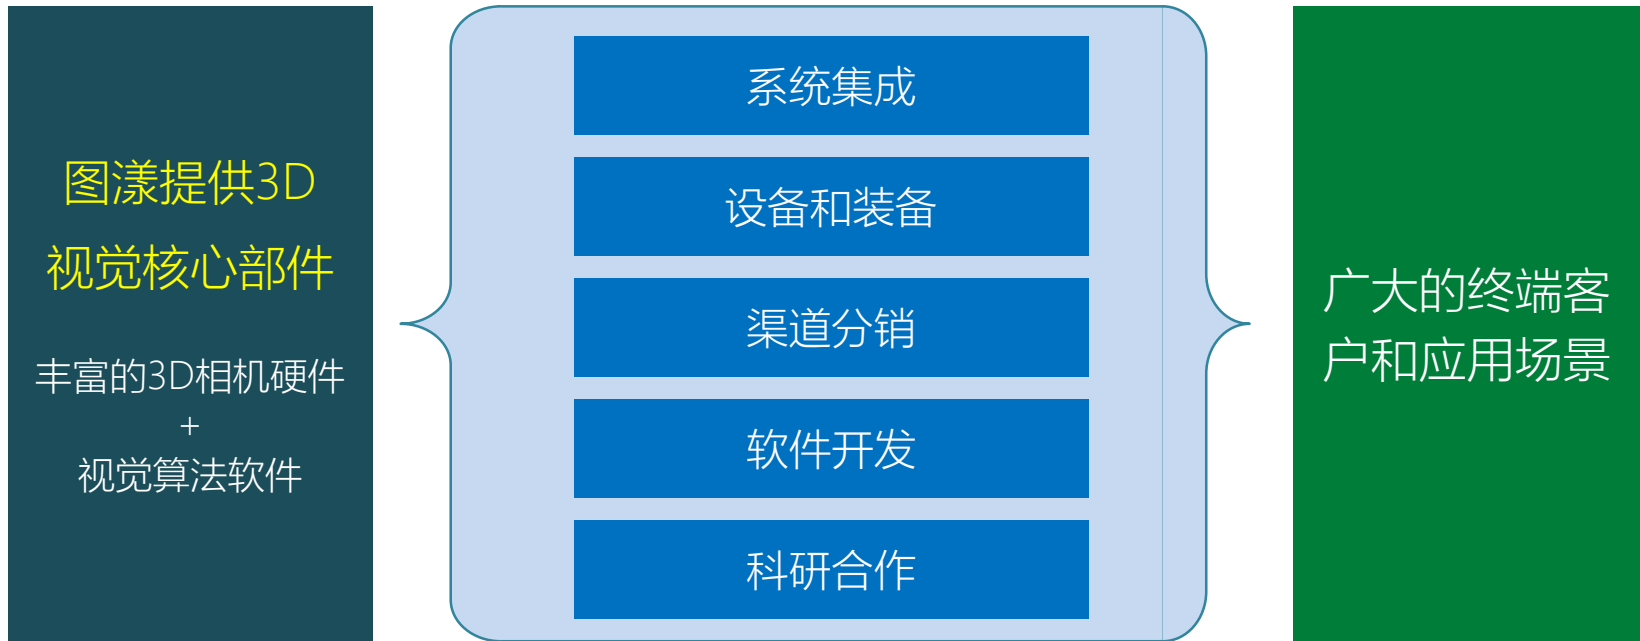 图漾提供3D
视觉核心部件
丰富的3D相机硬件
+
视觉算法软件
系统集成
设备和装备
渠道分销
软件开发
科研合作
广大的终端客
户和应用场景